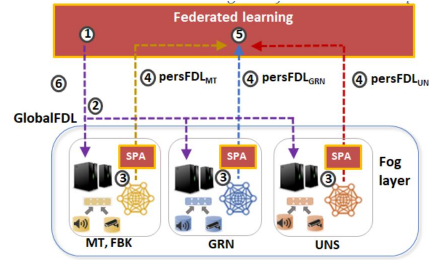 Federated learning
1
5
6
4 persFDL_MT
4 persFDL_GRN
4 persFDL_UN
2
GlobalFDL
SPA
SPA
SPA
Fog
layer
3
3
3
MT, FBK
GRN
UNS